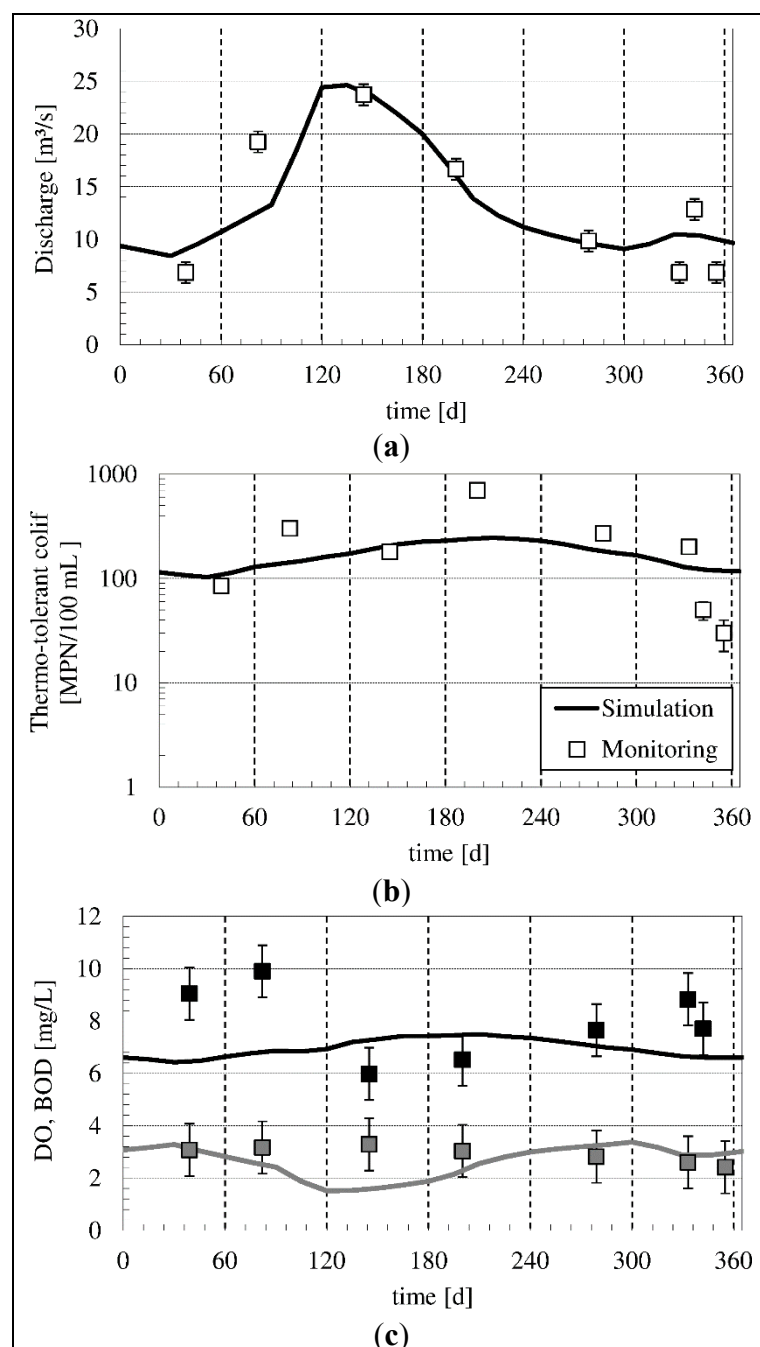 30
25
20
15
10
5
0
Discharge [m³/s]
0 60 120 180 240 300 360
time [d]
(a)
1000
100
10
1
Thermo-tolerant colif
[MPN/100 mL ]
Simulation
Monitoring
0 60 120 180 240 300 360
time [d]
(b)
12
10
8
6
4
2
0
DO, BOD [mg/L]
0 60 120 180 240 300 360
time [d]
(c)